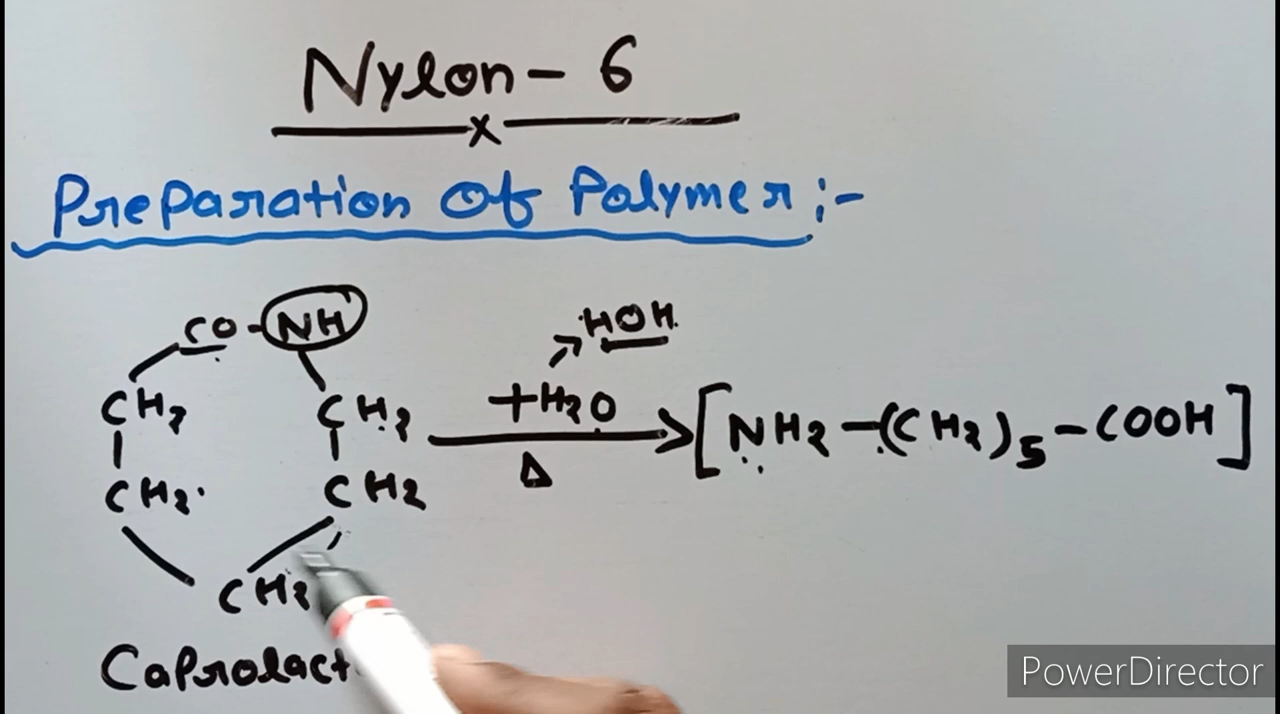 Nylon - 6
x
Preparation Of Polymer :-
CO - NH
HOH
+H2O
CH2 CH2
Δ
[NH2 -(CH2)5 - COOH]
CH2 CH2
CH2
PowerDirector